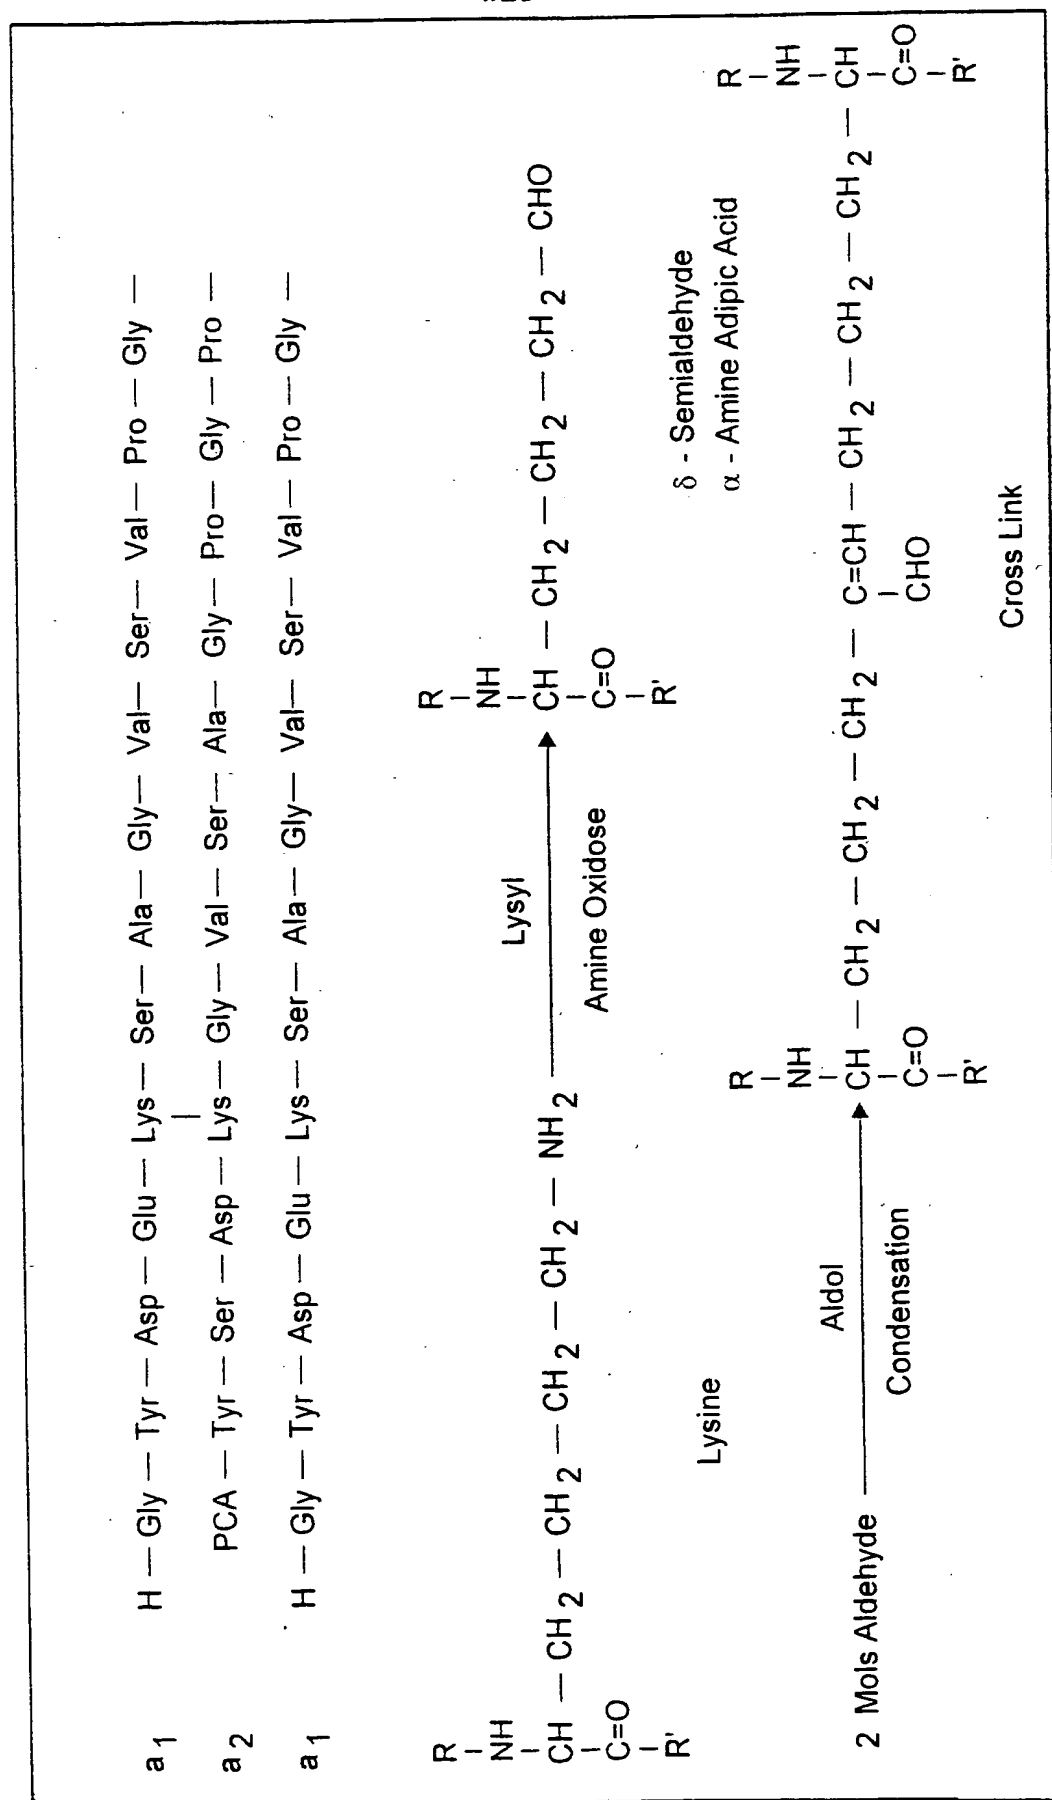 a1 H — Gly — Tyr — Asp — Glu — Lys — Ser — Ala — Gly — Val — Ser — Val — Pro — Gly —
|
a2 PCA — Tyr — Ser — Asp — Lys — Gly — Val — Ser — Ala — Gly — Pro — Gly — Pro —
a1 H — Gly — Tyr — Asp — Glu — Lys — Ser — Ala — Gly — Val — Ser — Val — Pro — Gly —
R
NH
CH — CH2 — CH2 — CH2 — CH2 — NH2
C=O
R'
Lysine
Lysyl
Amine Oxidose
R
NH
CH — CH2 — CH2 — CH2 — CHO
C=O
R'
δ - Semialdehyde
α - Amine Adipic Acid
2 Mols Aldehyde
Aldol
Condensation
R
NH
CH — CH2 — CH2 — CH2 — C=CH — CH2 — CH2 — CH2 — CH
C=O
R'
CHO
R
NH
C=O
R'
Cross Link